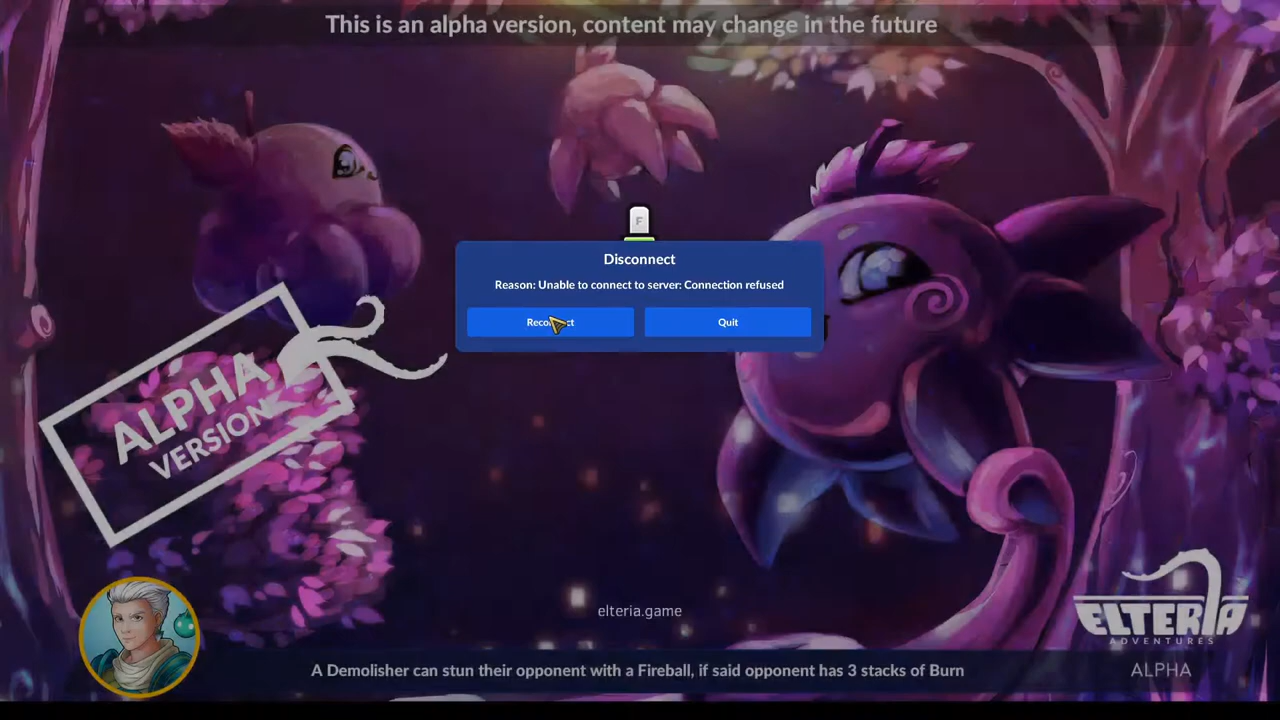 This is an alpha version, content may change in the future
F
Disconnect
Reason: Unable to connect to server: Connection refused
Reconnect
Quit
ALPHA
VERSION
elteria.game
ELTERIA
ADVENTURES
A Demolisher can stun their opponent with a Fireball, if said opponent has 3 stacks of Burn
ALPHA